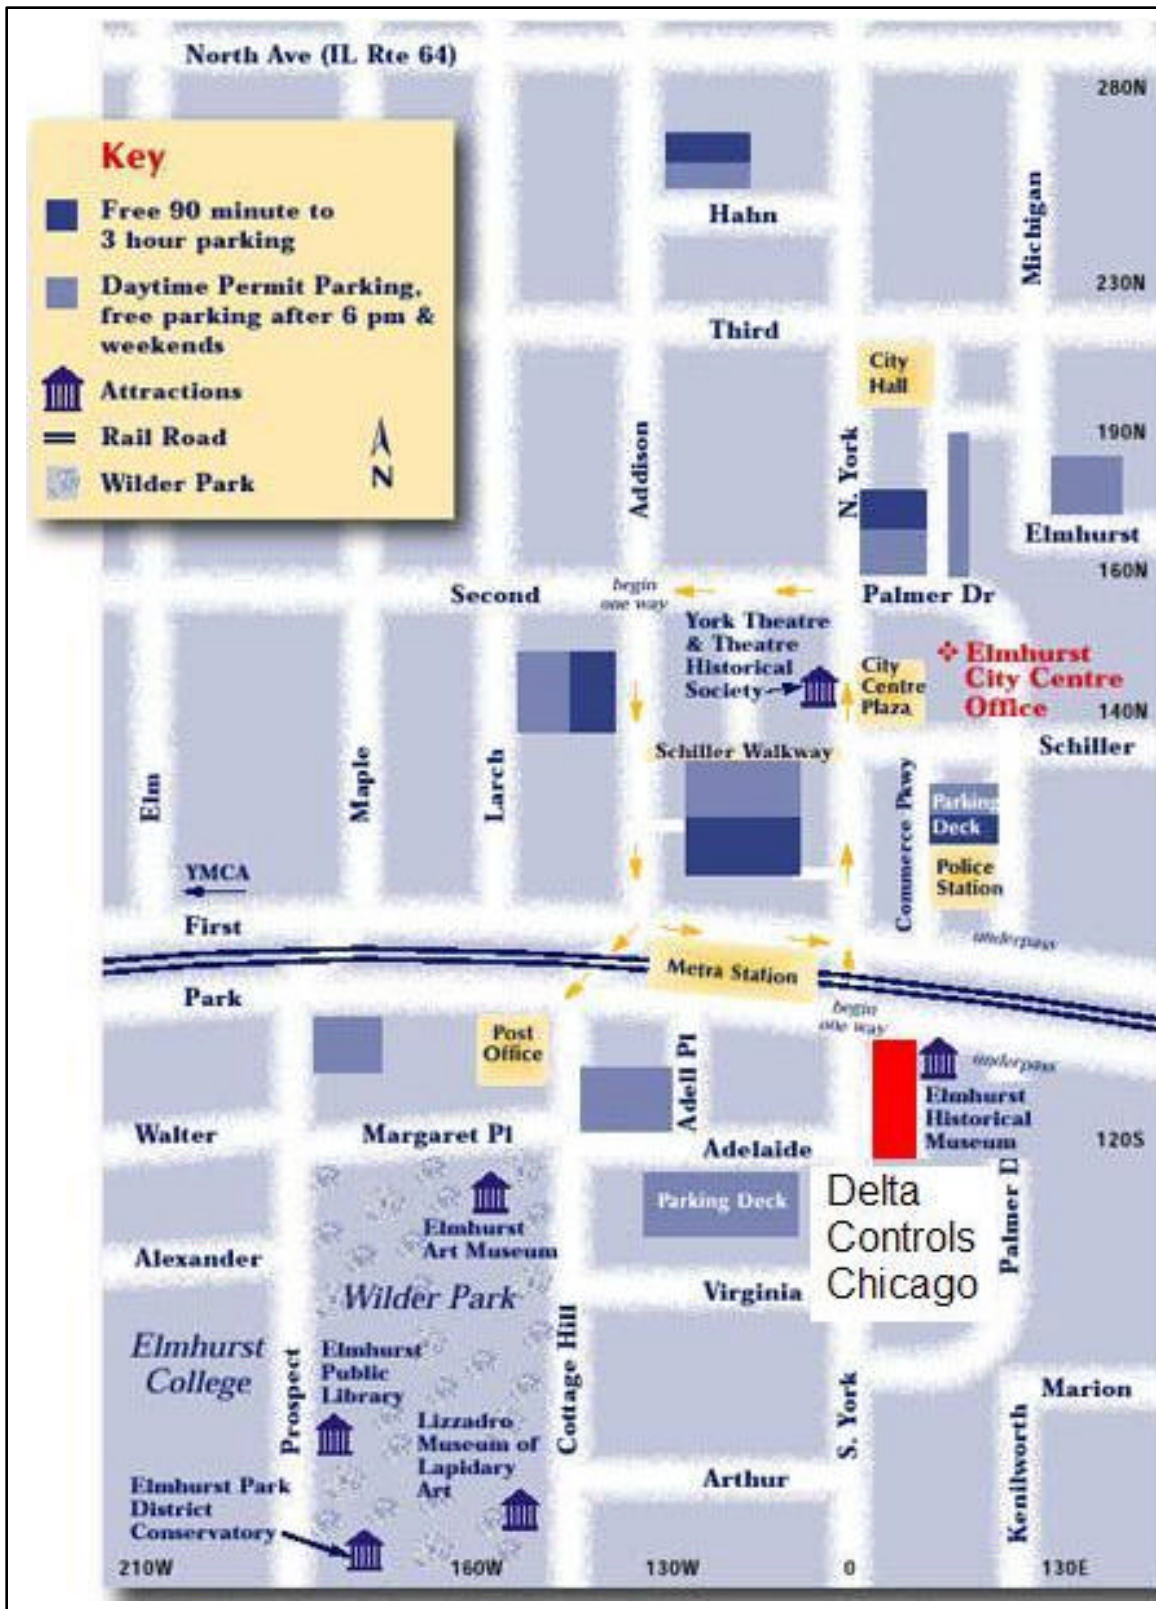 North Ave (IL Rte 64)
280N
Key
Free 90 minute to
3 hour parking
Daytime Permit Parking,
free parking after 6 pm &
weekends
Attractions
Rail Road
N
Wilder Park
Hahn
Michigan
230N
Third
City
Hall
Addison
N. York
190N
Elmhurst
160N
Second
begin
one way
Palmer Dr
York Theatre
& Theatre
Historical
Society
City
Centre
Plaza
Elmhurst
City Centre
Office
140N
Schiller
Schiller Walkway
Elm
Maple
Larch
Commerce Pkwy
Parking
Deck
Police
Station
YMCA
First
underpass
Metra Station
Park
begin
one way
Post
Office
Adell Pl
underpass
Elmhurst
Historical
Museum
Walter
Margaret Pl
Adelaide
120S
Parking Deck
Delta
Controls
Chicago
Palmer D
Elmhurst
Art Museum
Alexander
Wilder Park
Virginia
Elmhurst
College
Prospect
Elmhurst
Public
Library
Cottage Hill
S. York
Marion
Lizzadro
Museum of
Lapidary
Art
Arthur
Kenilworth
Elmhurst Park
District
Conservatory
210W
160W
130W
0
130E